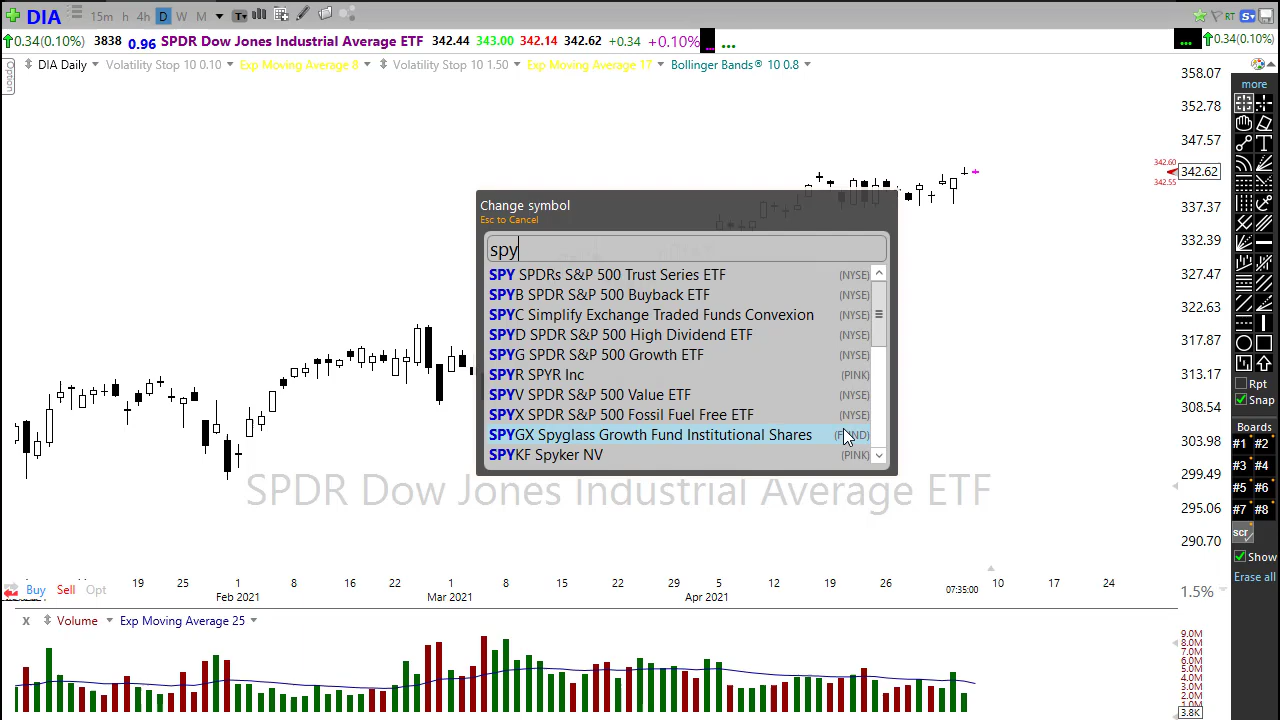 DIA 15m h 4h D W M T RT S
0.34(0.10%) 3838 0.96 SPDR Dow Jones Industrial Average ETF 342.44 343.00 342.14 342.62 +0.34 +0.10% ... ... ... 0.34(0.10%)
Option
DIA Daily Volatility Stop 10 0.10 Exp Moving Average 8 Volatility Stop 10 1.50 Exp Moving Average 17 Bollinger Bands® 10 0.8
358.07
352.78
347.57
342.60
342.62
342.55
337.37
332.39
327.47
322.63
317.87
313.17
308.54
303.98
299.49
295.06
290.70
1.5%
Change symbol
Esc to Cancel
spy
SPY SPDRs S&P 500 Trust Series ETF (NYSE)
SPYB SPDR S&P 500 Buyback ETF (NYSE)
SPYC Simplify Exchange Traded Funds Convexion (NYSE)
SPYD SPDR S&P 500 High Dividend ETF (NYSE)
SPYG SPDR S&P 500 Growth ETF (NYSE)
SPYR SPYR Inc (PINK)
SPYV SPDR S&P 500 Value ETF (NYSE)
SPYX SPDR S&P 500 Fossil Fuel Free ETF (NYSE)
SPYGX Spyglass Growth Fund Institutional Shares
SPYKF Spyker NV (PINK)
SPDR Dow Jones Industrial Average ETF
more
T
Rpt
Snap
Boards
#1 #2
#3 #4
#5 #6
#7 #8
scr
Show
Erase all
Buy Sell Opt
19 25 1 8 16 22 1 8 15 22 29 5 12 19 26 07:35:00 10 17 24
Feb 2021 Mar 2021 Apr 2021
x Volume Exp Moving Average 25
9.0M
8.0M
7.0M
6.0M
5.0M
4.0M
3.0M
2.0M
1.0M
3.8K